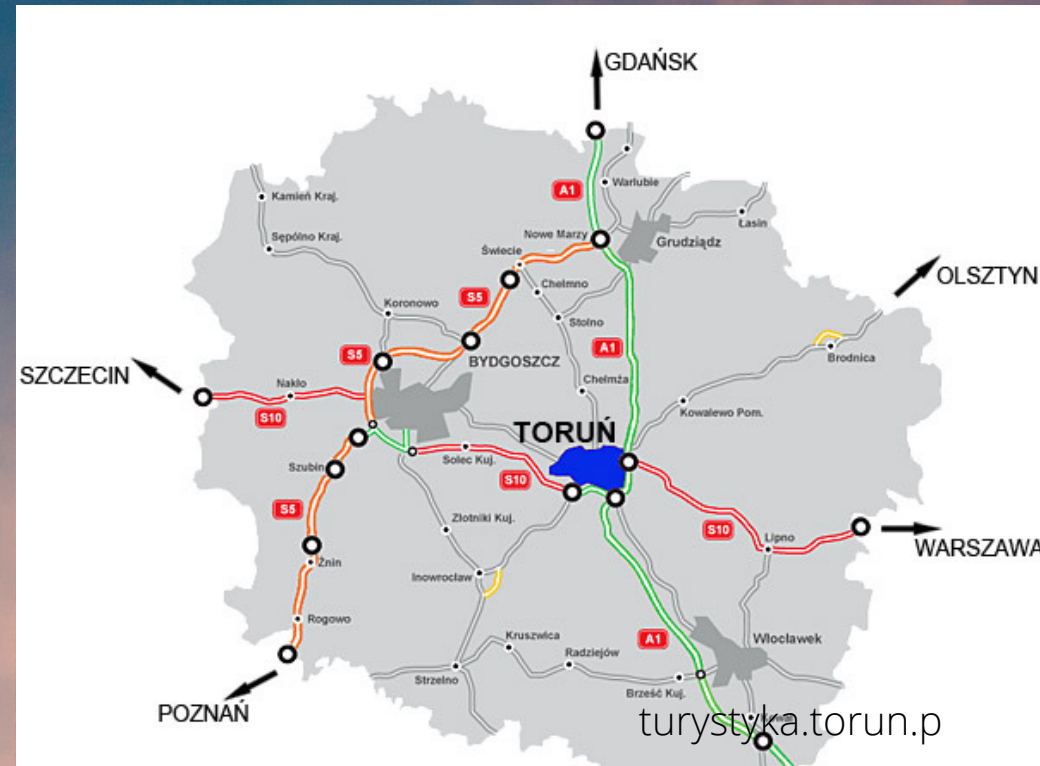 GDAŃSK
Warlubie
A1
Łasin
Kamień Kraj.
Nowe Marzy
Grudziądz
Sępólno Kraj.
Świecie
OLSZTYN
Chełmno
S5
Koronowo
Stolno
A1
S5
BYDGOSZCZ
Brodnica
SZCZECIN
Nakło
Chełmża
S10
Kowalewo Pom.
TORUŃ
Solec Kuj.
Szubin
S10
S5
Złotniki Kuj.
S10
Lipno
WARSZAWA
Żnin
Inowrocław
Rogowo
Kruszwica
A1
Włocławek
Radziejów
Strzelno
Brześć Kuj.
POZNAŃ
turystyka.torun.p